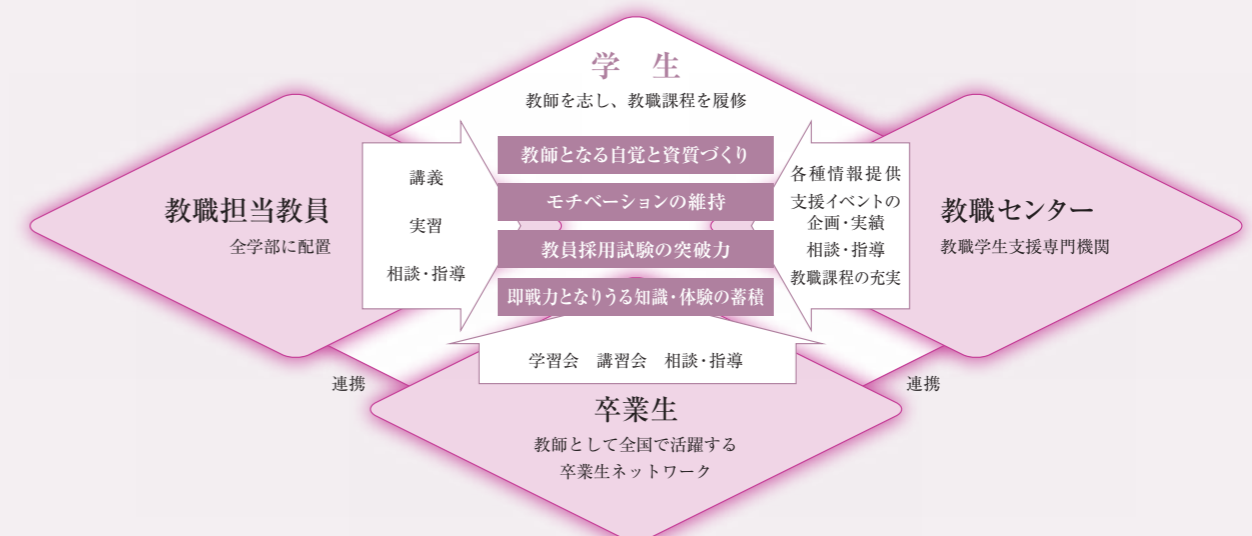 学 生
教師を志し、教職課程を履修
教師となる自覚と資質づくり
モチベーションの維持
教員採用試験の突破力
即戦力となりうる知識・体験の蓄積
教職担当教員
全学部に配置
講義
実習
相談・指導
各種情報提供
支援イベントの
企画・実績
相談・指導
教職課程の充実
教職センター
教職学生支援専門機関
学習会 講習会 相談・指導
連携
連携
卒業生
教師として全国で活躍する
卒業生ネットワーク